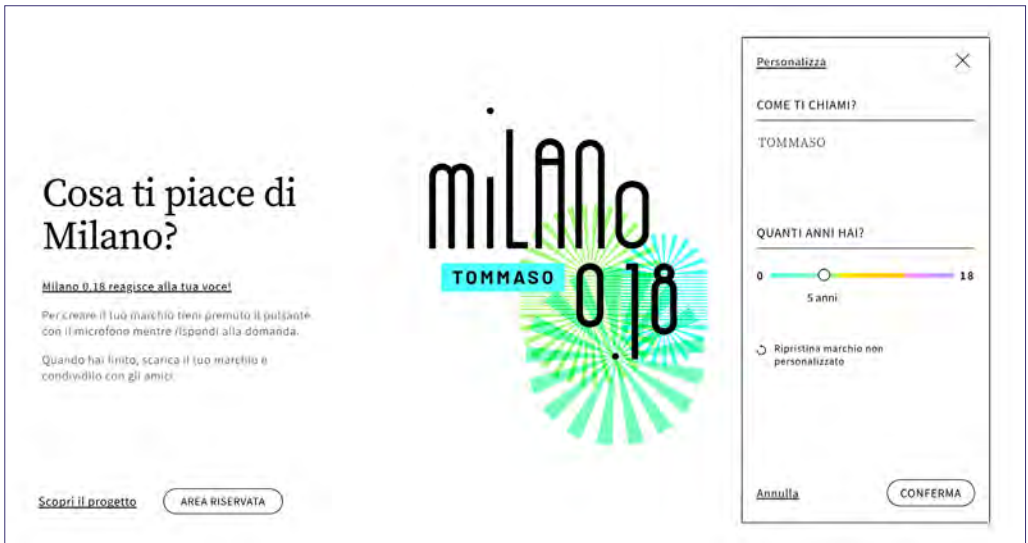 Cosa ti piace di
Milano?
Milano 0.18 reagisce alla tua voce!
Per creare il tuo marchio tieni premuto il pulsante
con il microfono mentre rispondi alla domanda.
Quando hai finito, scarica il tuo marchio e
condividilo con gli amici.
Scopri il progetto
AREA RISERVATA
miLANo
TOMMASO
0.18
Personalizza
COME TI CHIAMI?
TOMMASO
QUANTI ANNI HAI?
0
18
5 anni
Ripristina marchio non
personalizzato
Annulla
CONFERMA